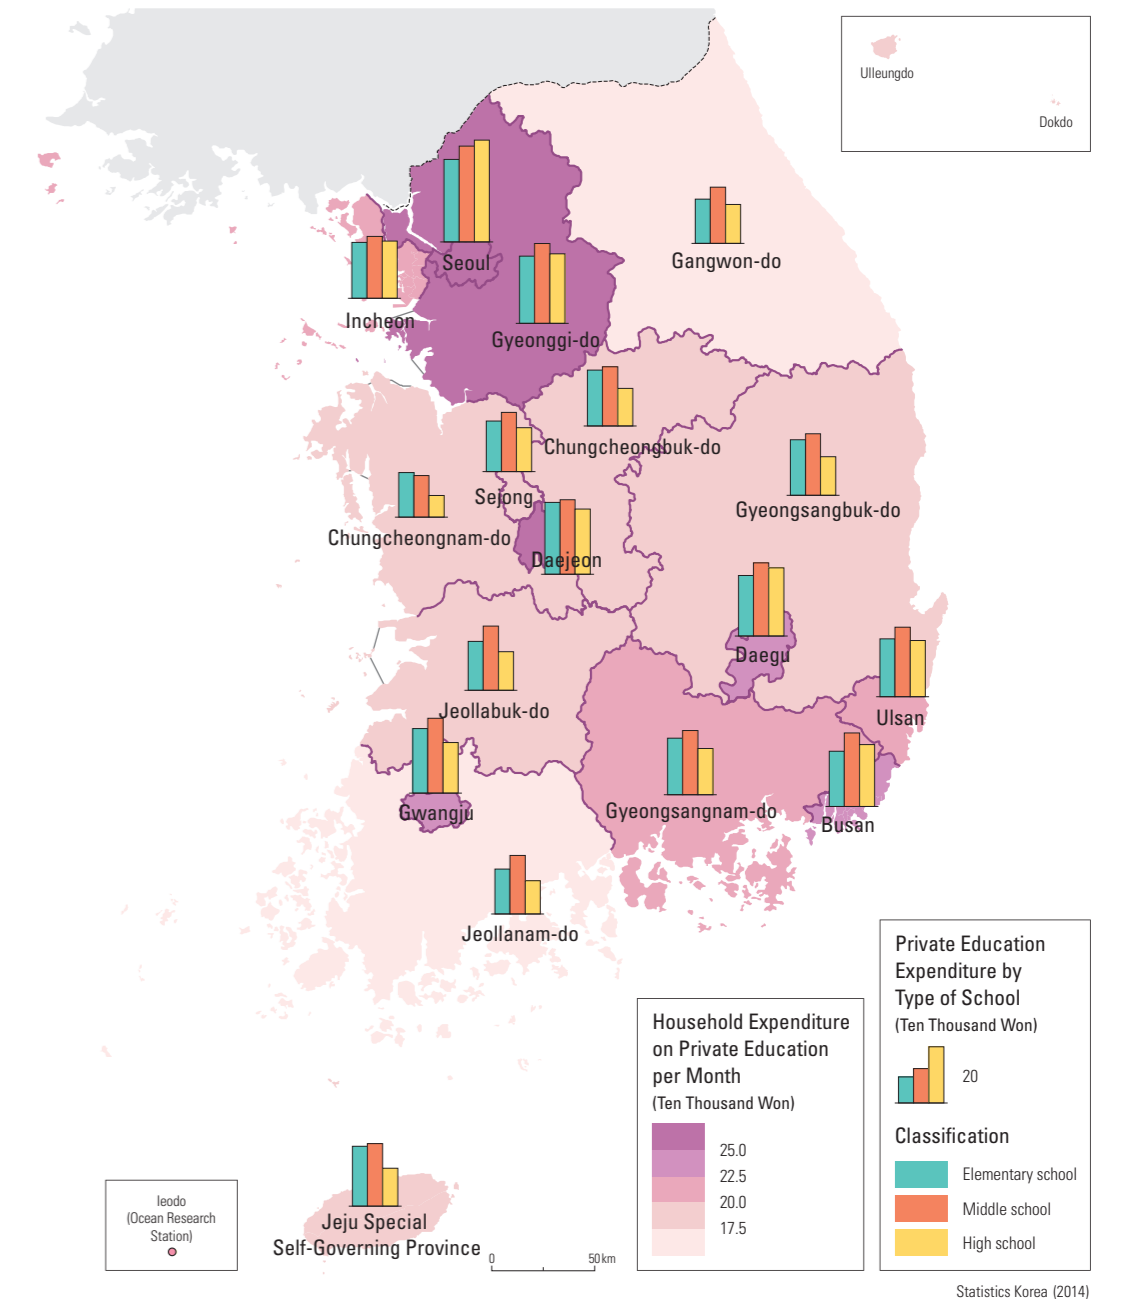 Ulleungdo
Dokdo
Seoul
Gangwon-do
Incheon
Gyeonggi-do
Chungcheongbuk-do
Sejong
Gyeongsangbuk-do
Chungcheongnam-do
Daejeon
Daegu
Jeollabuk-do
Ulsan
Gwangju
Gyeongsangnam-do
Busan
Jeollanam-do
Jeju Special
Self-Governing Province
Ieodo
(Ocean Research
Station)
0
50km
Household Expenditure
on Private Education
per Month
(Ten Thousand Won)
25.0
22.5
20.0
17.5
Private Education
Expenditure by
Type of School
(Ten Thousand Won)
20
Classification
Elementary school
Middle school
High school
Statistics Korea (2014)